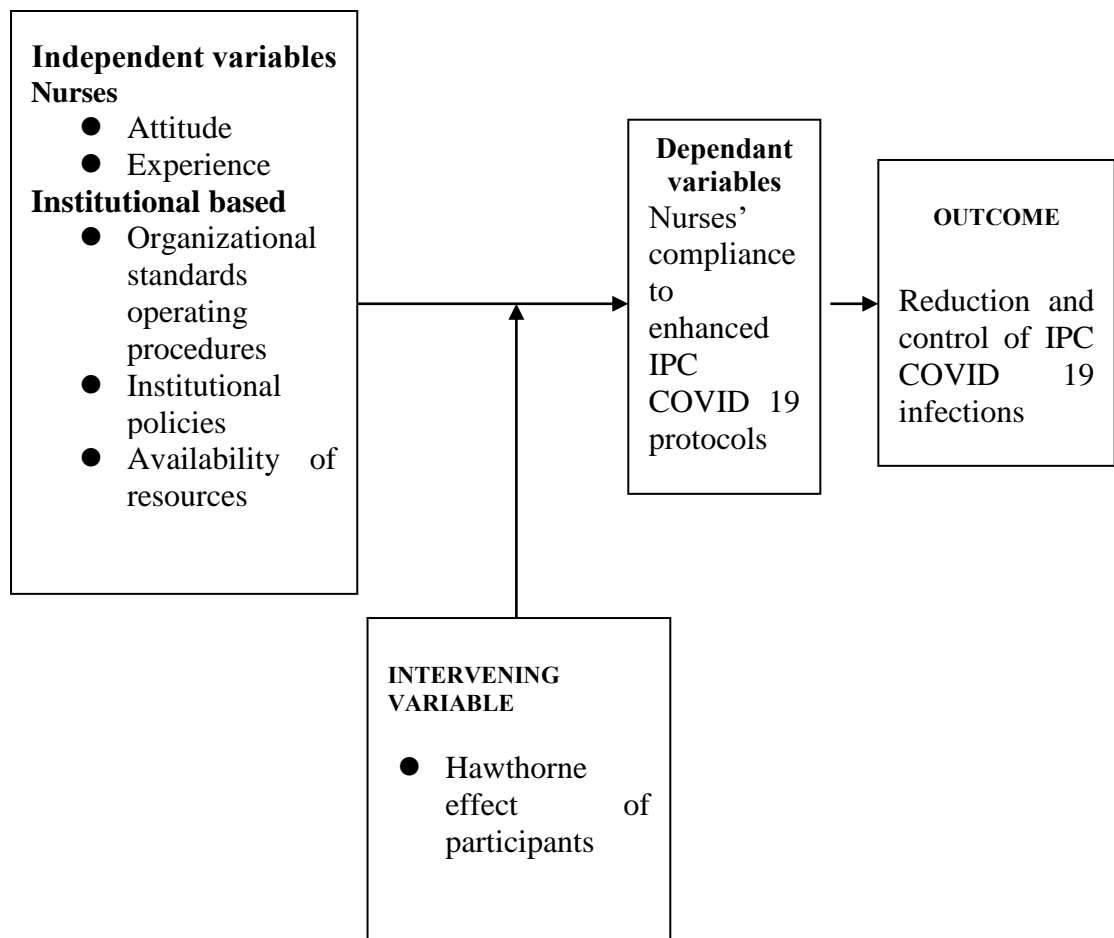 Independent variables
Nurses
● Attitude
● Experience
Institutional based
● Organizational
standards
operating
procedures
● Institutional
policies
● Availability of
resources
Dependant
variables
Nurses’
compliance
to
enhanced
IPC
COVID 19
protocols
OUTCOME
Reduction and
control of IPC
COVID 19
infections
INTERVENING
VARIABLE
● Hawthorne
effect of
participants